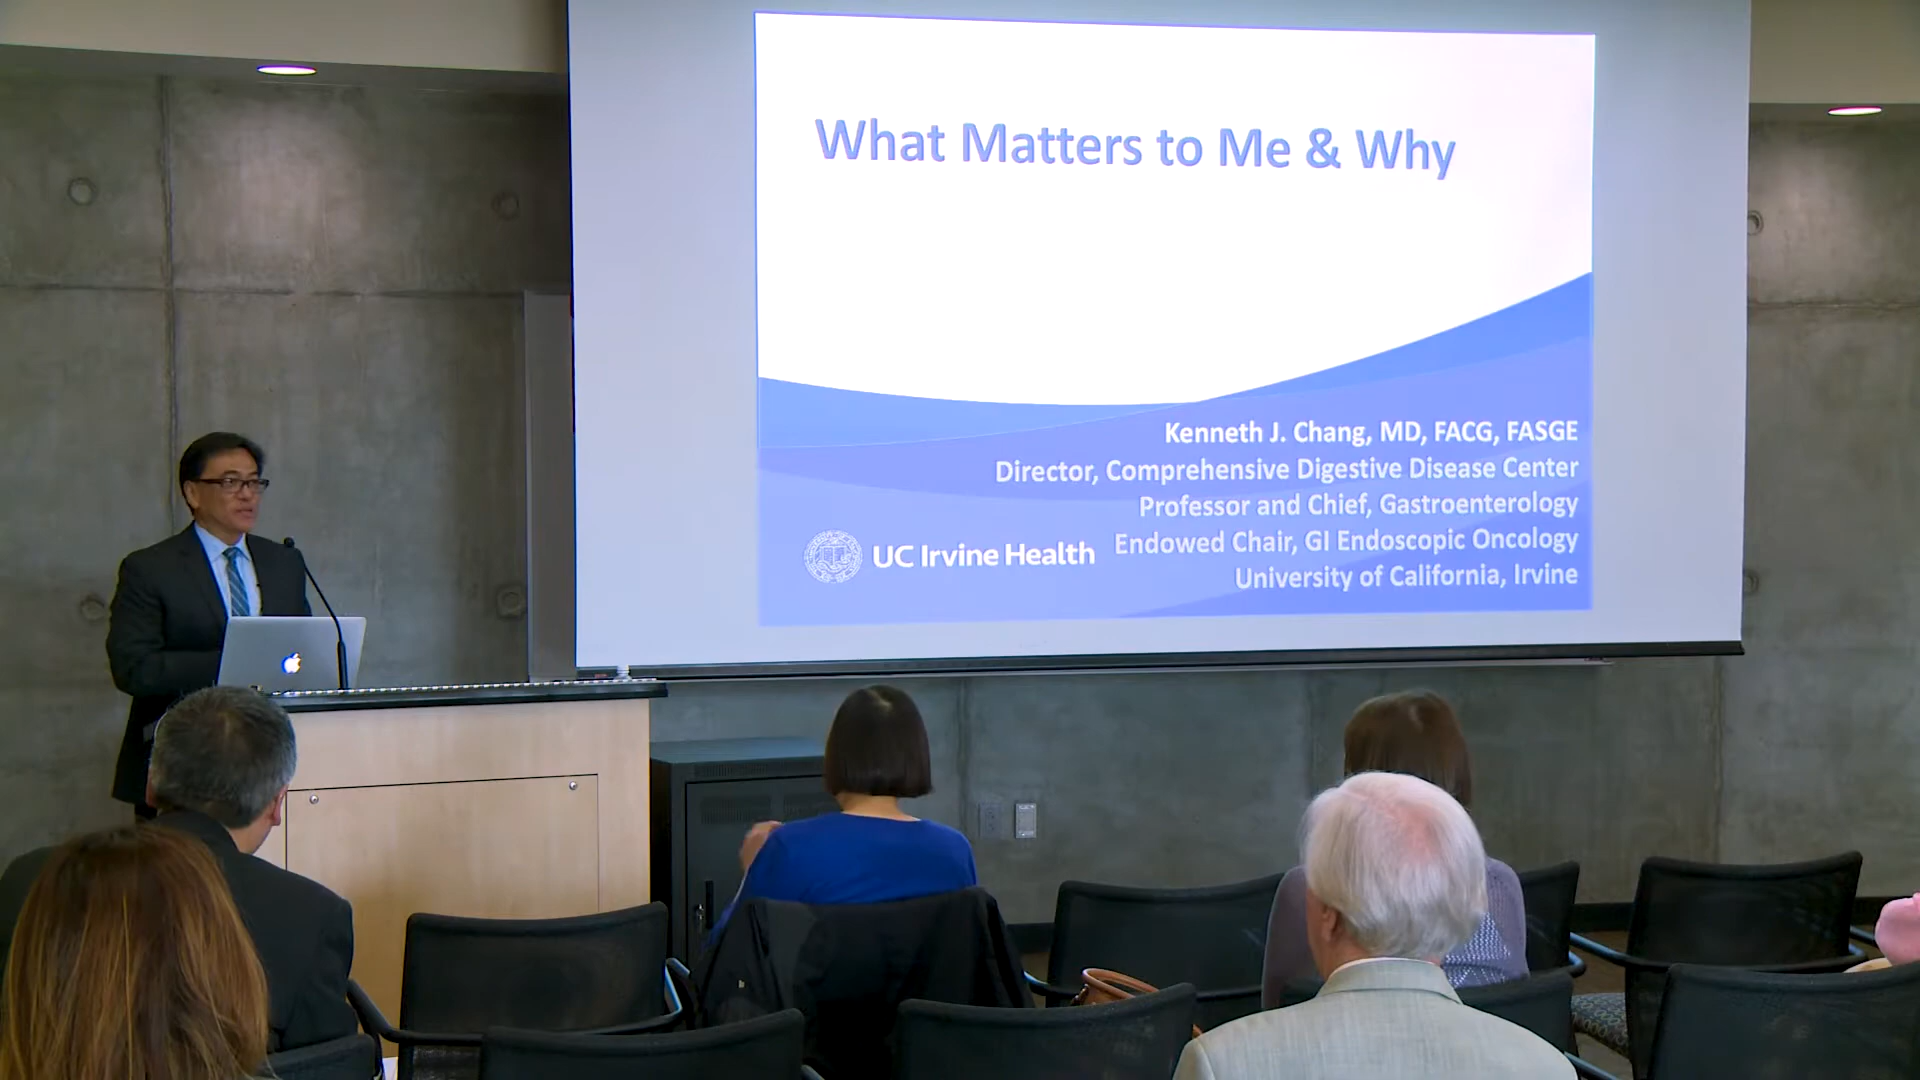 What Matters to Me & Why
Kenneth J. Chang, MD, FACG, FASGE
Director, Comprehensive Digestive Disease Center
Professor and Chief, Gastroenterology
Endowed Chair, GI Endoscopic Oncology
University of California, Irvine
UC Irvine Health